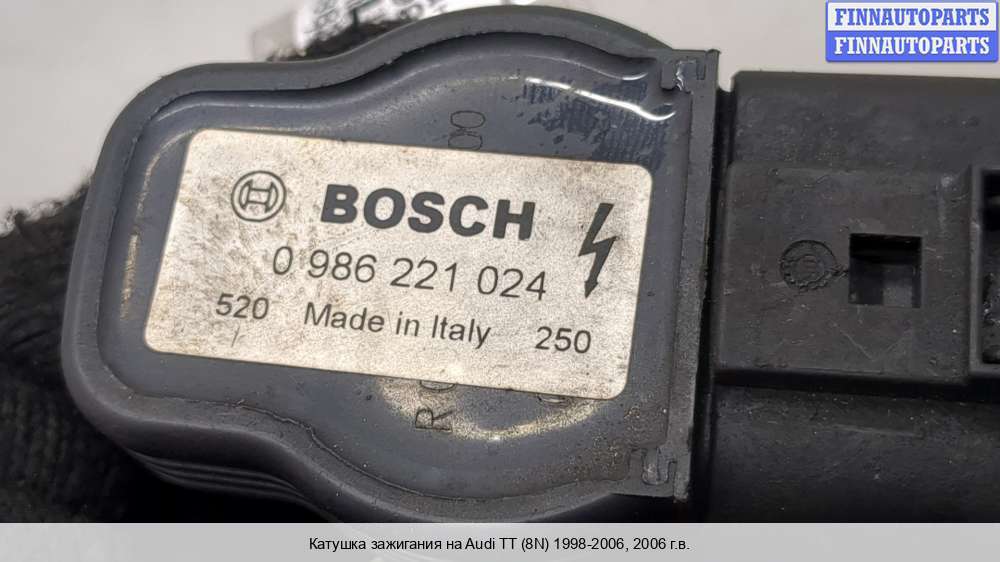 FINNAUTOPARTS
FINNAUTOPARTS
BOSCH
0 986 221 024
520 Made in Italy 250
Катушка зажигания на Audi TT (8N) 1998-2006, 2006 г.в.